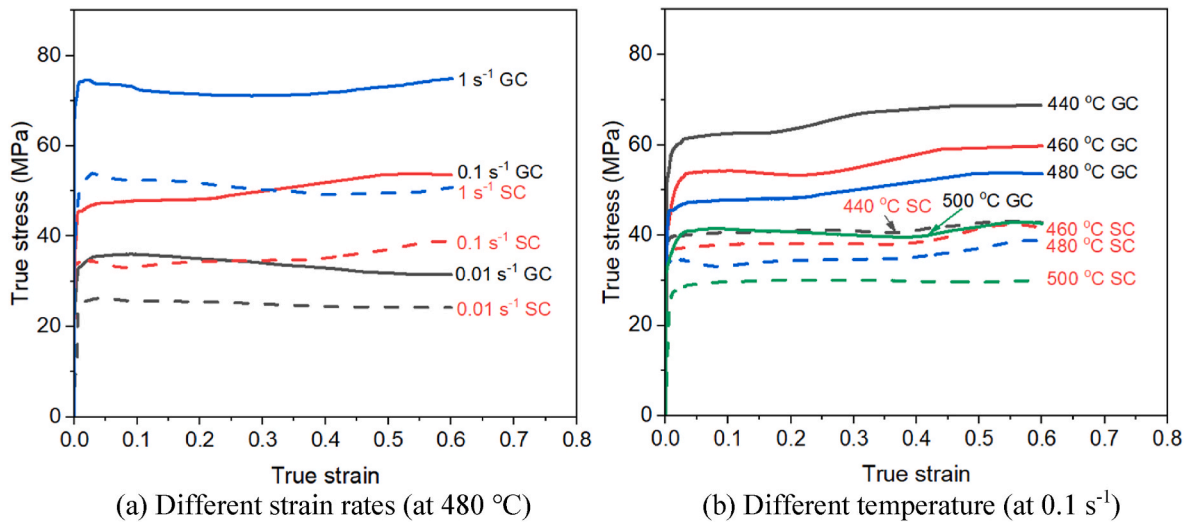 True stress (MPa)
80
60
40
20
0
0.0 0.1 0.2 0.3 0.4 0.5 0.6 0.7 0.8
True strain
1 s⁻¹ GC
0.1 s⁻¹ GC
1 s⁻¹ SC
0.1 s⁻¹ SC
0.01 s⁻¹ GC
0.01 s⁻¹ SC
(a) Different strain rates (at 480 °C)
True stress (MPa)
80
60
40
20
0
0.0 0.1 0.2 0.3 0.4 0.5 0.6 0.7 0.8
True strain
440 °C GC
460 °C GC
480 °C GC
440 °C SC
500 °C GC
460 °C SC
480 °C SC
500 °C SC
(b) Different temperature (at 0.1 s⁻¹)